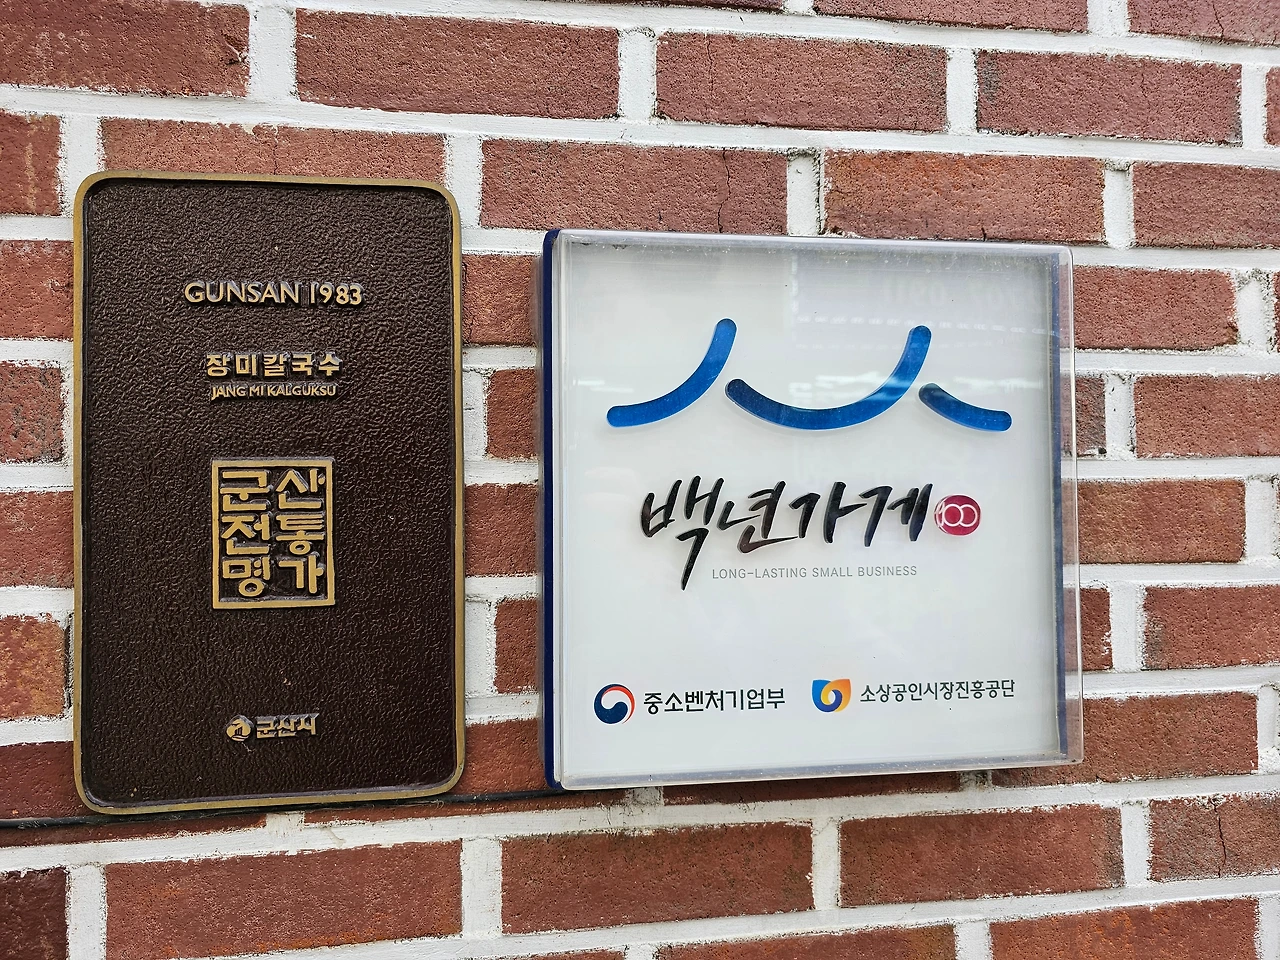 GUNSAN 1983
장미칼국수
JANG MI KALGUKSU
군산
전통
명가
군산시
백년가게 100
LONG-LASTING SMALL BUSINESS
중소벤처기업부
소상공인시장진흥공단